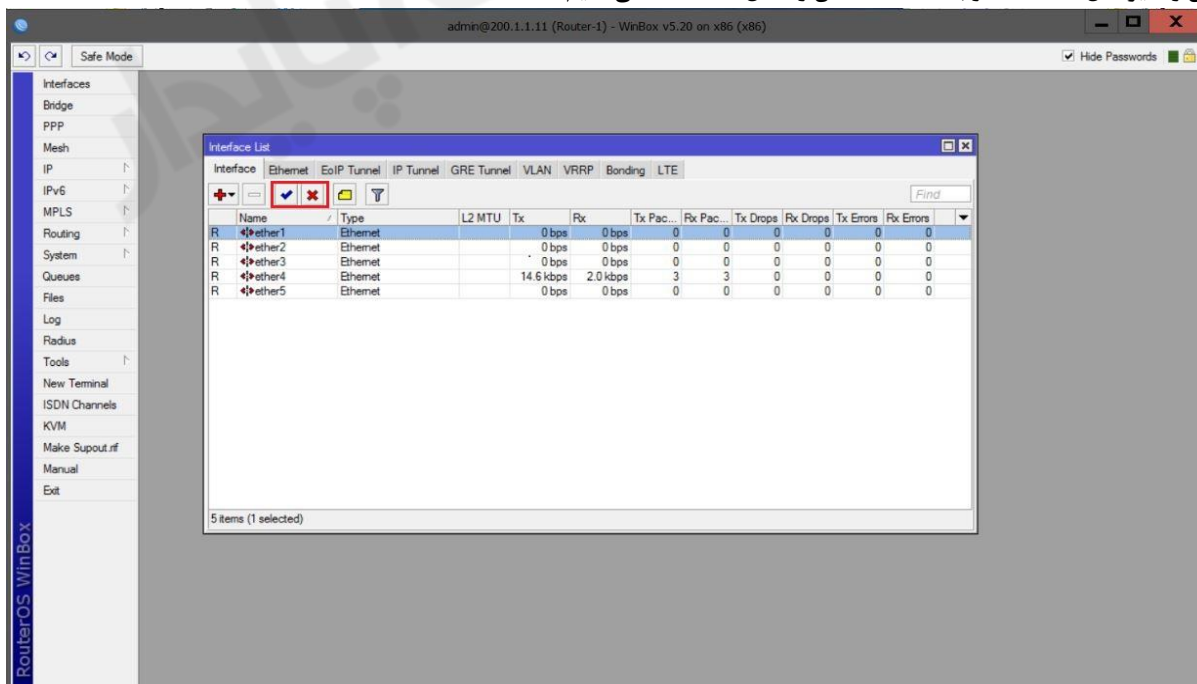 admin@200.1.1.11 (Router-1) - WinBox v5.20 on x86 (x86)
Safe Mode
Hide Passwords
Interfaces
Bridge
PPP
Mesh
IP
IPv6
MPLS
Routing
System
Queues
Files
Log
Radius
Tools
New Terminal
ISDN Channels
KVM
Make Supout.rif
Manual
Exit
RouterOS WinBox
Interface List
Interface Ethernet EoIP Tunnel IP Tunnel GRE Tunnel VLAN VRRP Bonding LTE
Find
Name / Type L2 MTU Tx Rx Tx Pac... Rx Pac... Tx Drops Rx Drops Tx Errors Rx Errors
R ether1 Ethernet 0 bps 0 bps 0 0 0 0 0 0
R ether2 Ethernet 0 bps 0 bps 0 0 0 0 0 0
R ether3 Ethernet 0 bps 0 bps 0 0 0 0 0 0
R ether4 Ethernet 14.6 kbps 2.0 kbps 3 3 0 0 0 0
R ether5 Ethernet 0 bps 0 bps 0 0 0 0 0 0
5 items (1 selected)